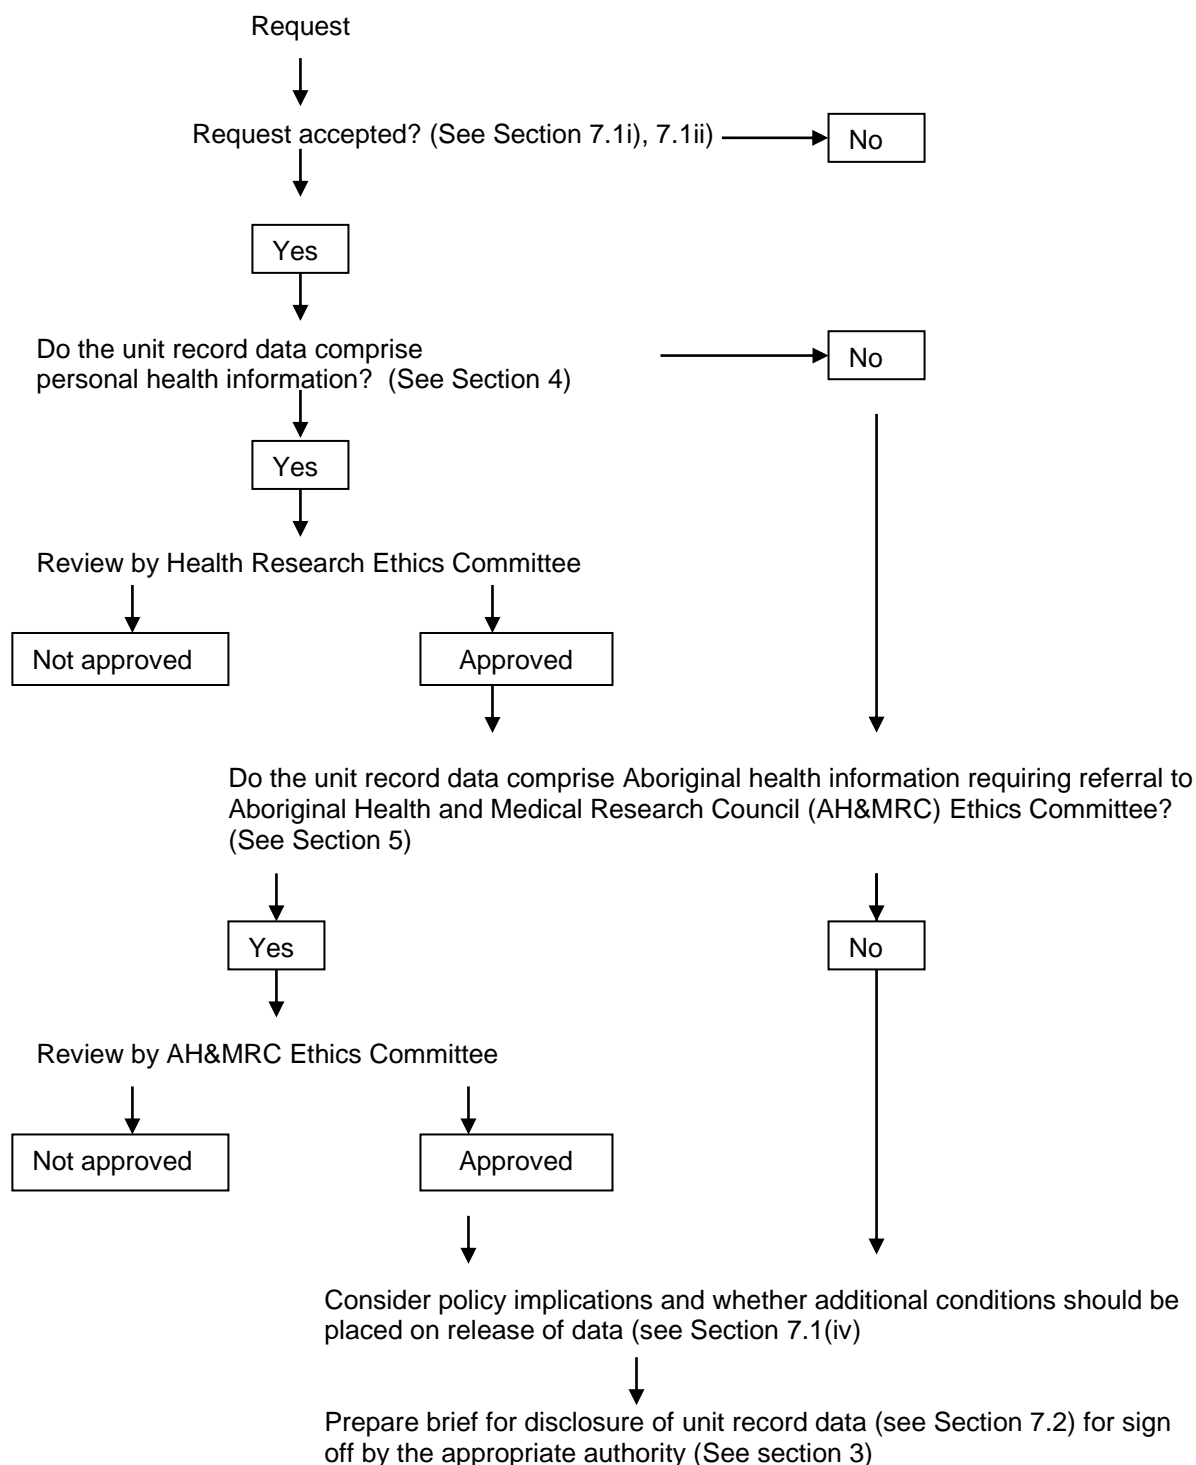 Request
Request accepted? (See Section 7.1i), 7.1ii)
No
Yes
Do the unit record data comprise
personal health information?  (See Section 4)
No
Yes
Review by Health Research Ethics Committee
Not approved
Approved
Do the unit record data comprise Aboriginal health information requiring referral to
Aboriginal Health and Medical Research Council (AH&MRC) Ethics Committee?
(See Section 5)
Yes
No
Review by AH&MRC Ethics Committee
Not approved
Approved
Consider policy implications and whether additional conditions should be
placed on release of data (see Section 7.1(iv)
Prepare brief for disclosure of unit record data (see Section 7.2) for sign
off by the appropriate authority (See section 3)